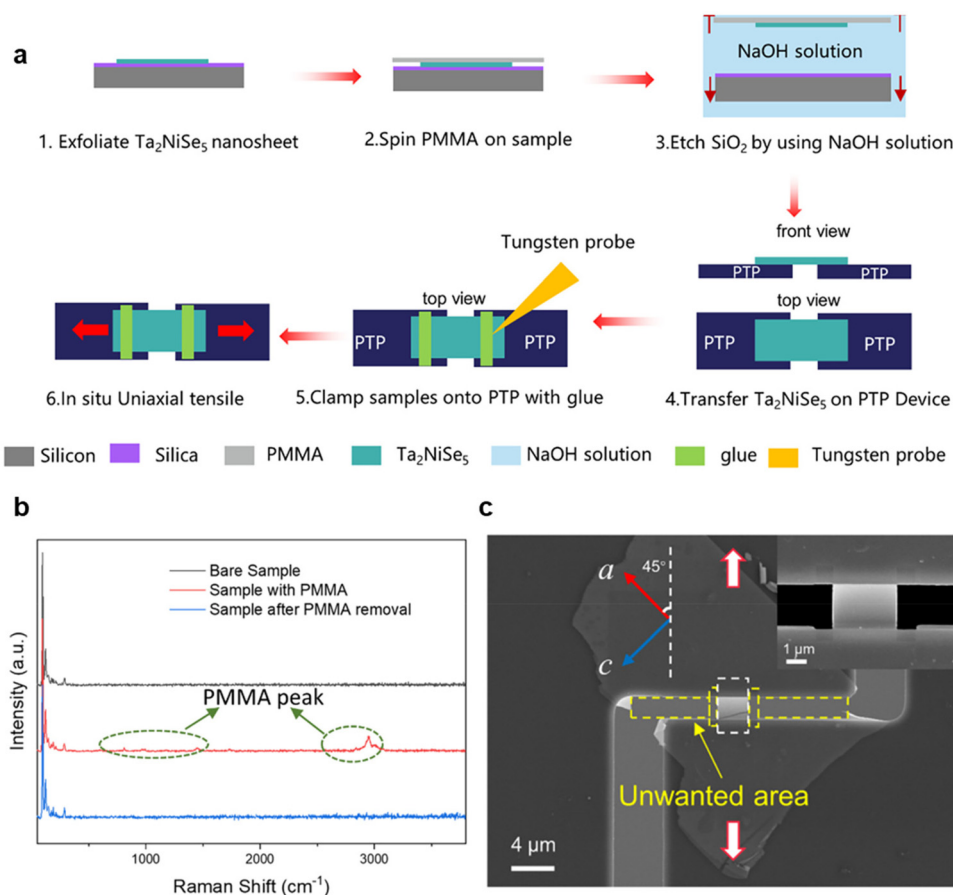 a
NaOH solution
1. Exfoliate Ta₂NiSe₅ nanosheet
2.Spin PMMA on sample
3.Etch SiO₂ by using NaOH solution
front view
PTP
PTP
Tungsten probe
top view
top view
PTP
PTP
PTP
PTP
6.In situ Uniaxial tensile
5.Clamp samples onto PTP with glue
4.Transfer Ta₂NiSe₅ on PTP Device
Silicon
Silica
PMMA
Ta₂NiSe₅
NaOH solution
glue
Tungsten probe
b
Bare Sample
Sample with PMMA
Sample after PMMA removal
PMMA peak
Intensity (a.u.)
1000
2000
3000
Raman Shift (cm⁻¹)
c
45°
a
c
1 μm
Unwanted area
4 μm